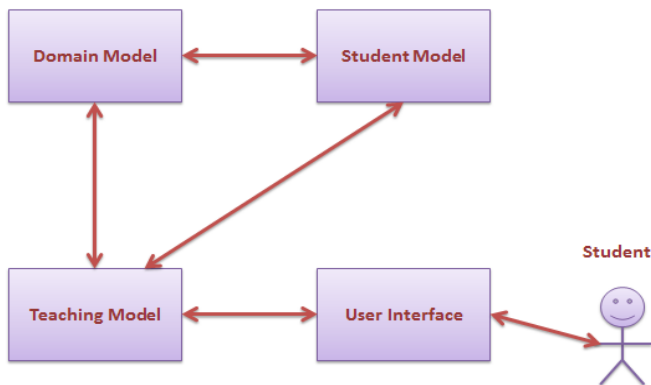 Domain Model
Student Model
Student
Teaching Model
User Interface